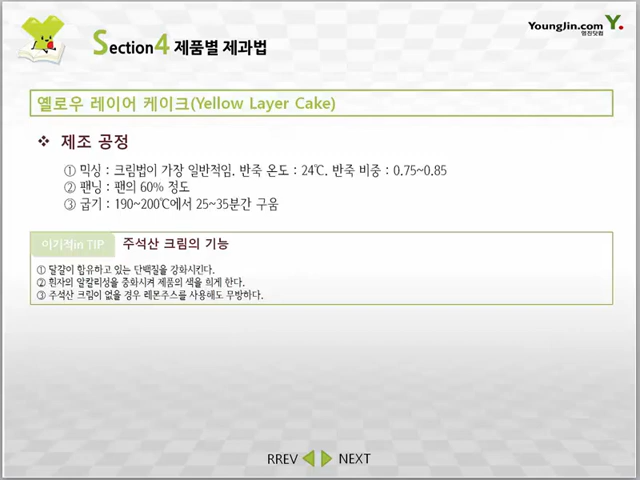 YoungJin.com Y.
영진닷컴
Section4 제품별 제과법
옐로우 레이어 케이크(Yellow Layer Cake)
❖ 제조 공정
① 믹싱 : 크림법이 가장 일반적임. 반죽 온도 : 24℃. 반죽 비중 : 0.75~0.85
② 팬닝 : 팬의 60% 정도
③ 굽기 : 190~200℃에서 25~35분간 구움
이기적in TIP 주석산 크림의 기능
① 달걀이 함유하고 있는 단백질을 강화시킨다.
② 흰자의 알칼리성을 중화시켜 제품의 색을 희게 한다.
③ 주석산 크림이 없을 경우 레몬주스를 사용해도 무방하다.
RREV NEXT